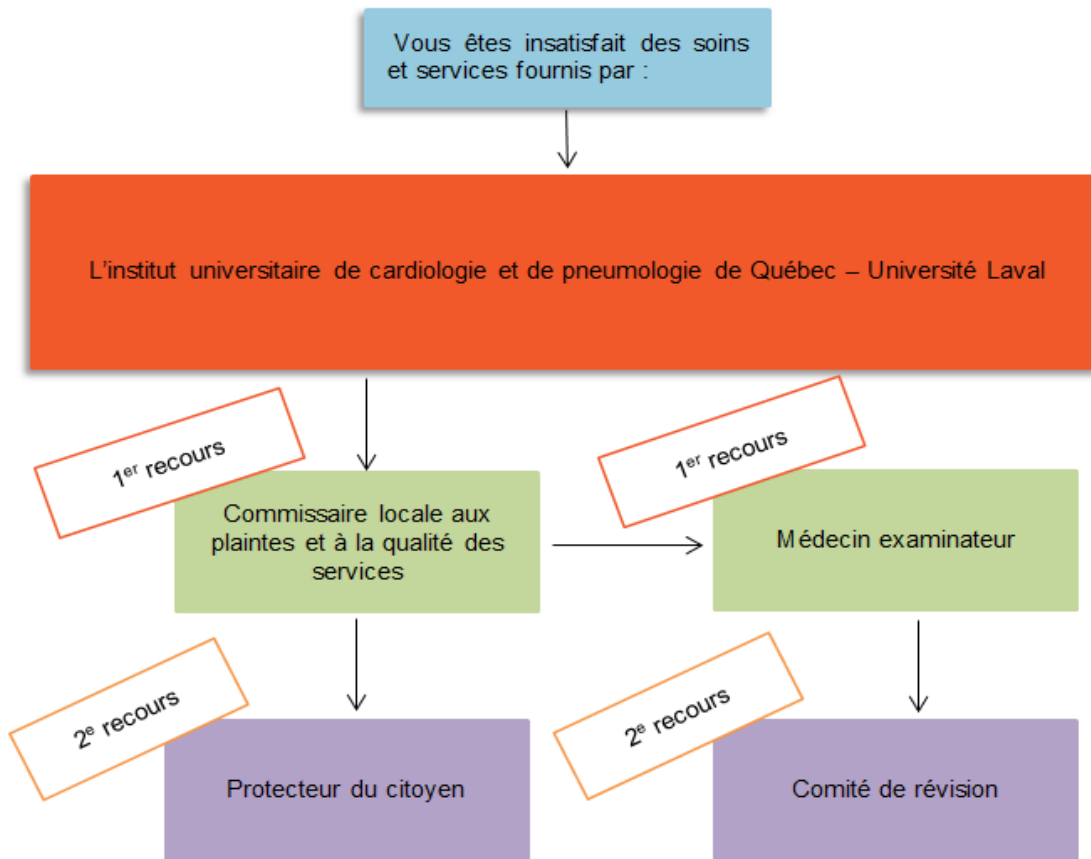 Vous êtes insatisfait des soins
et services fournis par :
L'institut universitaire de cardiologie et de pneumologie de Québec – Université Laval
1er recours
1er recours
Commissaire locale aux
plaintes et à la qualité des
services
Médecin examinateur
2e recours
2e recours
Protecteur du citoyen
Comité de révision